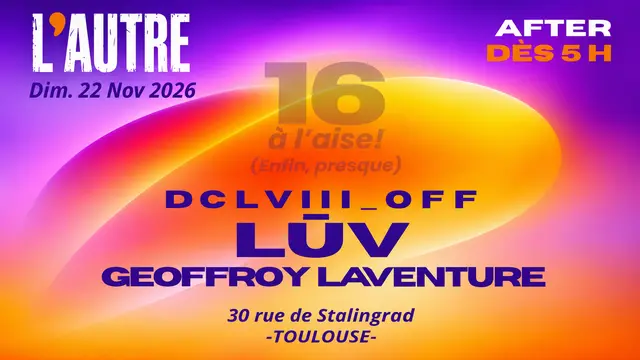 L'AUTRE
Dim. 22 Nov 2026
AFTER
DÈS 5 H
16
à l'aise!
(Enfin, presque)
DCLVIII_OFF
LŪV
GEOFFROY LAVENTURE
30 rue de Stalingrad
-TOULOUSE-